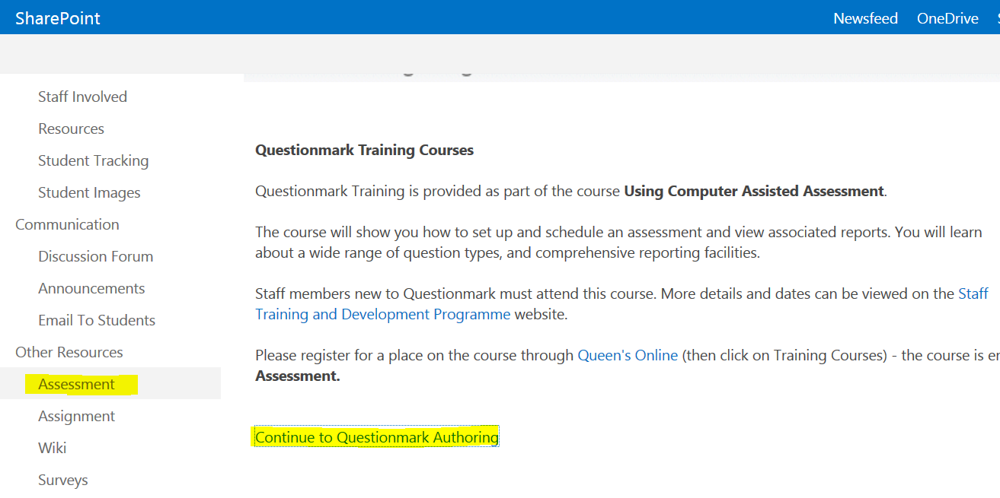 SharePoint
Newsfeed OneDrive
Staff Involved
Resources
Student Tracking
Student Images
Communication
Discussion Forum
Announcements
Email To Students
Other Resources
Assessment
Assignment
Wiki
Surveys
Questionmark Training Courses
Questionmark Training is provided as part of the course Using Computer Assisted Assessment.
The course will show you how to set up and schedule an assessment and view associated reports. You will learn
about a wide range of question types, and comprehensive reporting facilities.
Staff members new to Questionmark must attend this course. More details and dates can be viewed on the Staff
Training and Development Programme website.
Please register for a place on the course through Queen's Online (then click on Training Courses) - the course is
Assessment.
Continue to Questionmark Authoring